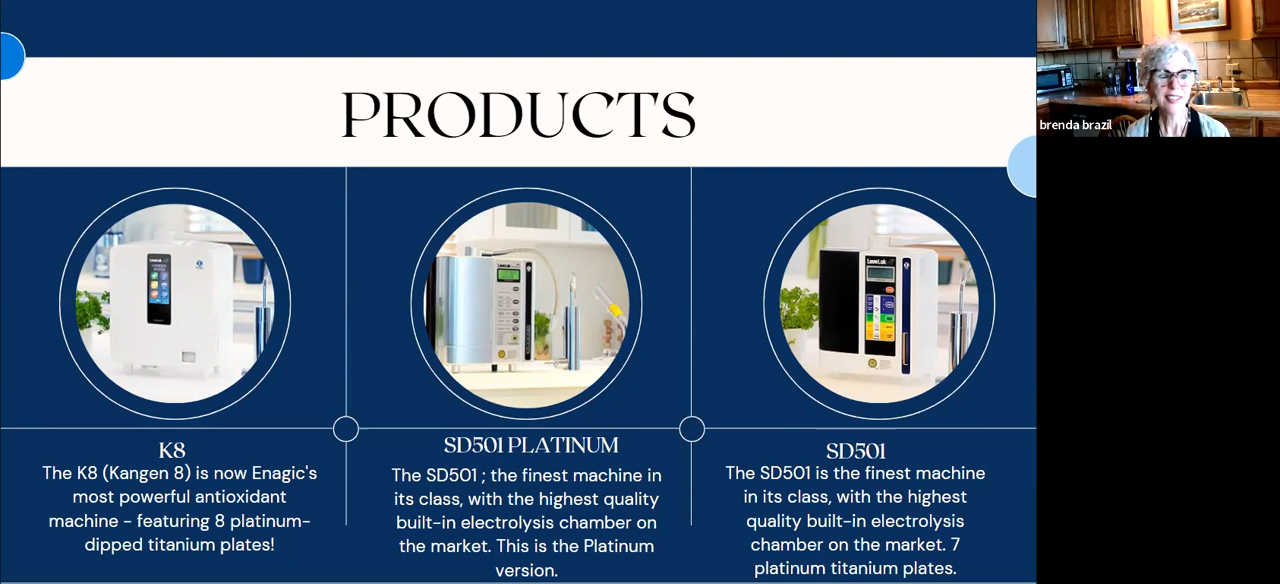 PRODUCTS
brenda brazil
K8
The K8 (Kangen 8) is now Enagic's
most powerful antioxidant
machine - featuring 8 platinum-
dipped titanium plates!
SD501 PLATINUM
The SD501 ; the finest machine in
its class, with the highest quality
built-in electrolysis chamber on
the market. This is the Platinum
version.
SD501
The SD501 is the finest machine
in its class, with the highest
quality built-in electrolysis
chamber on the market. 7
platinum titanium plates.